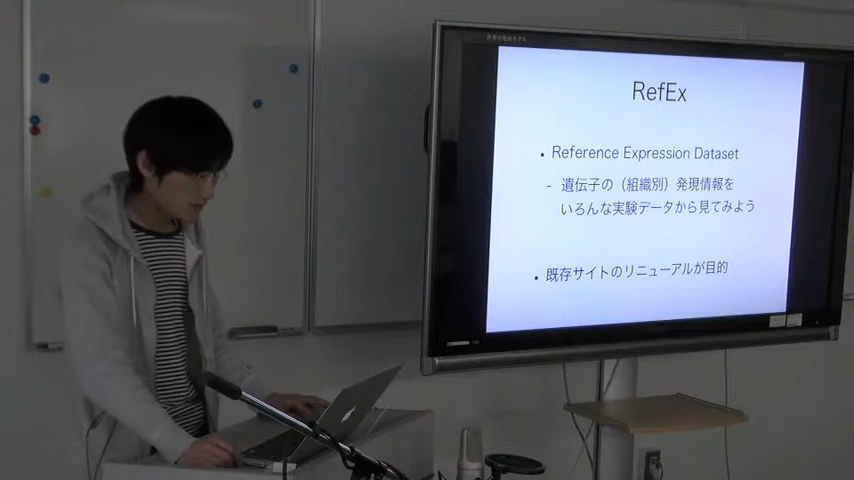 RefEx
• Reference Expression Dataset
- 遺伝子の（組織別）発現情報を
いろんな実験データから見てみよう
• 既存サイトのリニューアルが目的